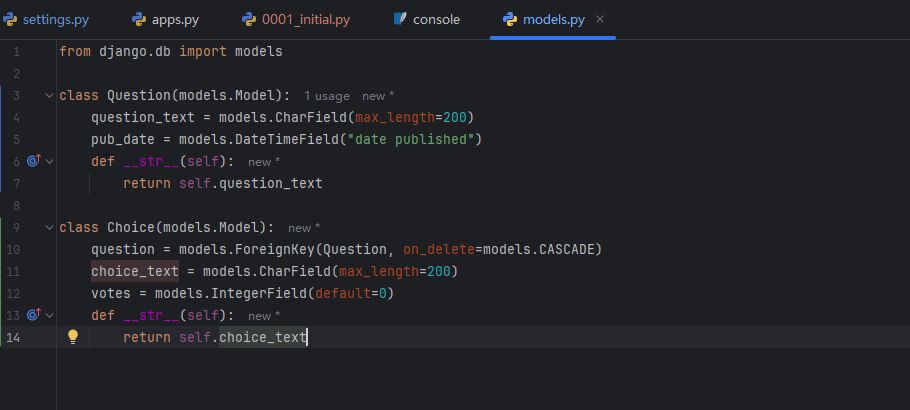 settings.py apps.py 0001_initial.py console models.py ×
1 from django.db import models
2
3 class Question(models.Model): 1 usage new *
4 question_text = models.CharField(max_length=200)
5 pub_date = models.DateTimeField("date published")
6 def __str__(self): new *
7 return self.question_text
8
9 class Choice(models.Model): new *
10 question = models.ForeignKey(Question, on_delete=models.CASCADE)
11 choice_text = models.CharField(max_length=200)
12 votes = models.IntegerField(default=0)
13 def __str__(self): new *
14 return self.choice_text